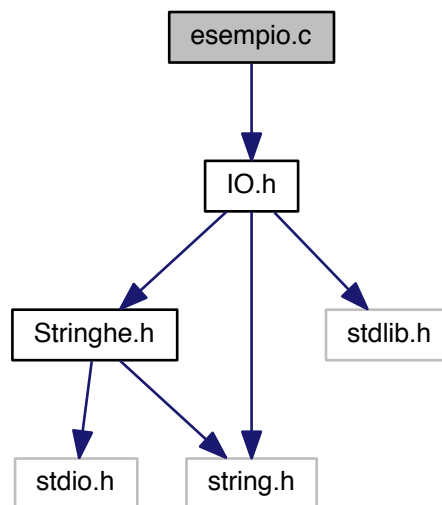 esempio.c
IO.h
Stringhe.h
stdlib.h
stdio.h
string.h